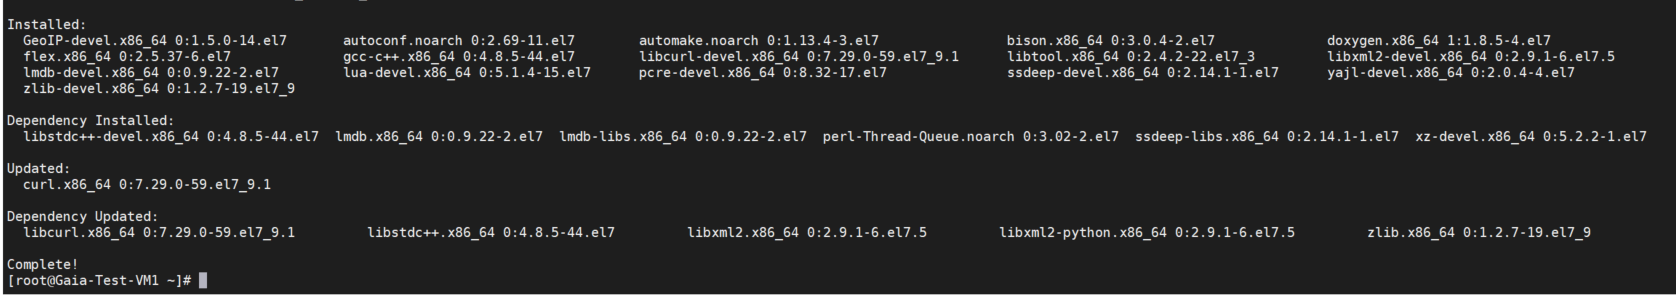 Installed:
GeoIP-devel.x86_64 0:1.5.0-14.el7 autoconf.noarch 0:2.69-11.el7 automake.noarch 0:1.13.4-3.el7 bison.x86_64 0:3.0.4-2.el7 doxygen.x86_64 1:1.8.5-4.el7
flex.x86_64 0:2.5.37-6.el7 gcc-c++.x86_64 0:4.8.5-44.el7 libcurl-devel.x86_64 0:7.29.0-59.el7_9.1 libtool.x86_64 0:2.4.2-22.el7_3 libxml2-devel.x86_64 0:2.9.1-6.el7.5
lmdb-devel.x86_64 0:0.9.22-2.el7 lua-devel.x86_64 0:5.1.4-15.el7 pcre-devel.x86_64 0:8.32-17.el7 ssdeep-devel.x86_64 0:2.14.1-1.el7 yajl-devel.x86_64 0:2.0.4-4.el7
zlib-devel.x86_64 0:1.2.7-19.el7_9
Dependency Installed:
libstdc++-devel.x86_64 0:4.8.5-44.el7 lmdb.x86_64 0:0.9.22-2.el7 lmdb-libs.x86_64 0:0.9.22-2.el7 perl-Thread-Queue.noarch 0:3.02-2.el7 ssdeep-libs.x86_64 0:2.14.1-1.el7 xz-devel.x86_64 0:5.2.2-1.el7
Updated:
curl.x86_64 0:7.29.0-59.el7_9.1
Dependency Updated:
libcurl.x86_64 0:7.29.0-59.el7_9.1 libstdc++.x86_64 0:4.8.5-44.el7 libxml2.x86_64 0:2.9.1-6.el7.5 libxml2-python.x86_64 0:2.9.1-6.el7.5 zlib.x86_64 0:1.2.7-19.el7_9
Complete!
[root@Gaia-Test-VM1 ~]#